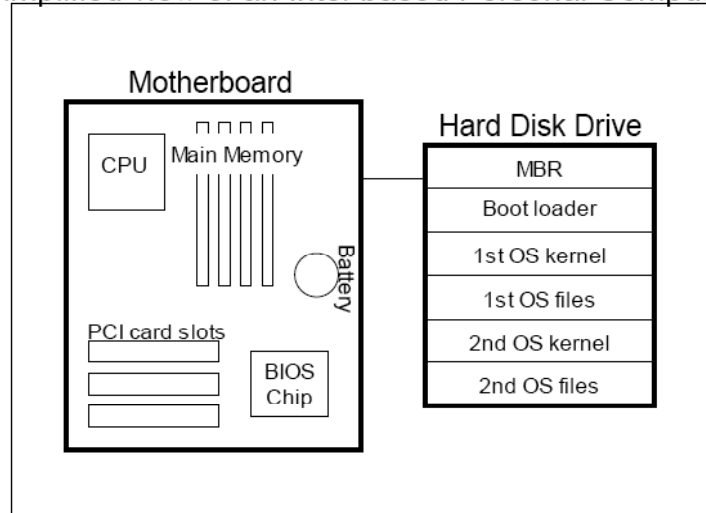 Motherboard
CPU
Main Memory
Battery
PCI card slots
BIOS
Chip
Hard Disk Drive
MBR
Boot loader
1st OS kernel
1st OS files
2nd OS kernel
2nd OS files